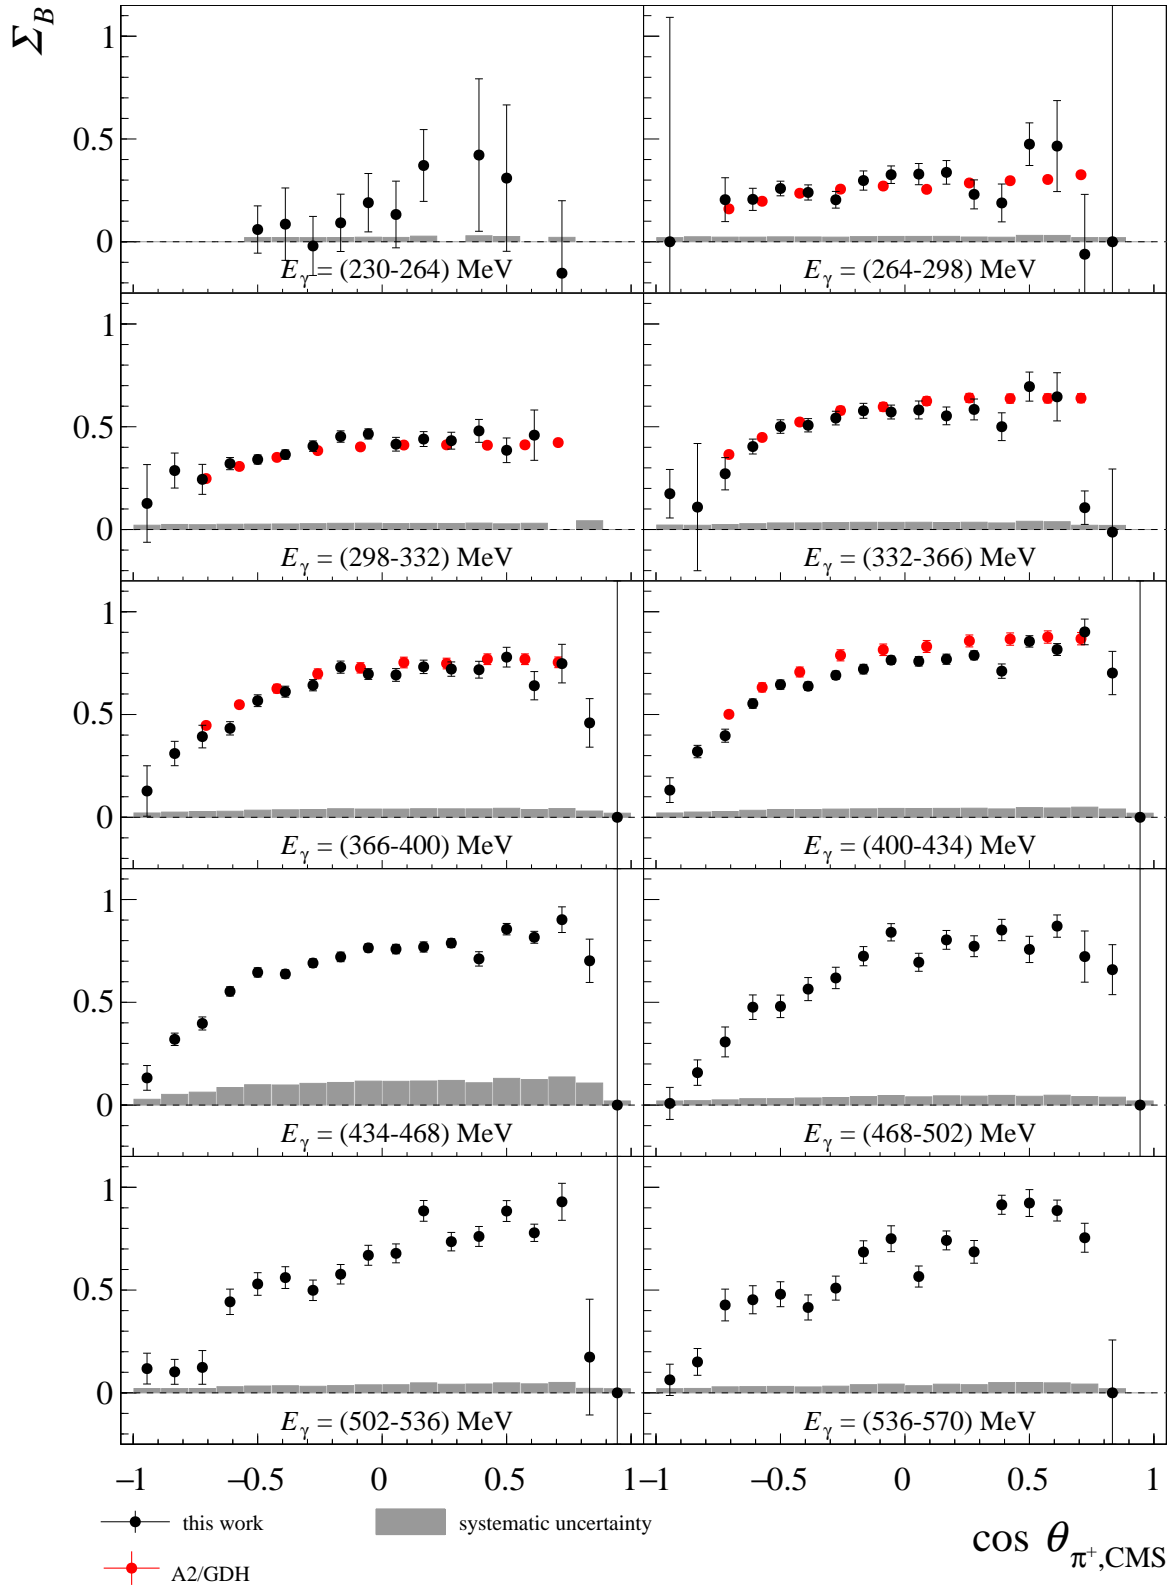 Σ_B
1
0.5
0
E_γ = (230-264) MeV
E_γ = (264-298) MeV
1
0.5
0
E_γ = (298-332) MeV
E_γ = (332-366) MeV
1
0.5
0
E_γ = (366-400) MeV
E_γ = (400-434) MeV
1
0.5
0
E_γ = (434-468) MeV
E_γ = (468-502) MeV
1
0.5
0
E_γ = (502-536) MeV
E_γ = (536-570) MeV
−1 −0.5 0 0.5 1
−1 −0.5 0 0.5 1
this work
systematic uncertainty
A2/GDH
cos θ_π⁺,CMS